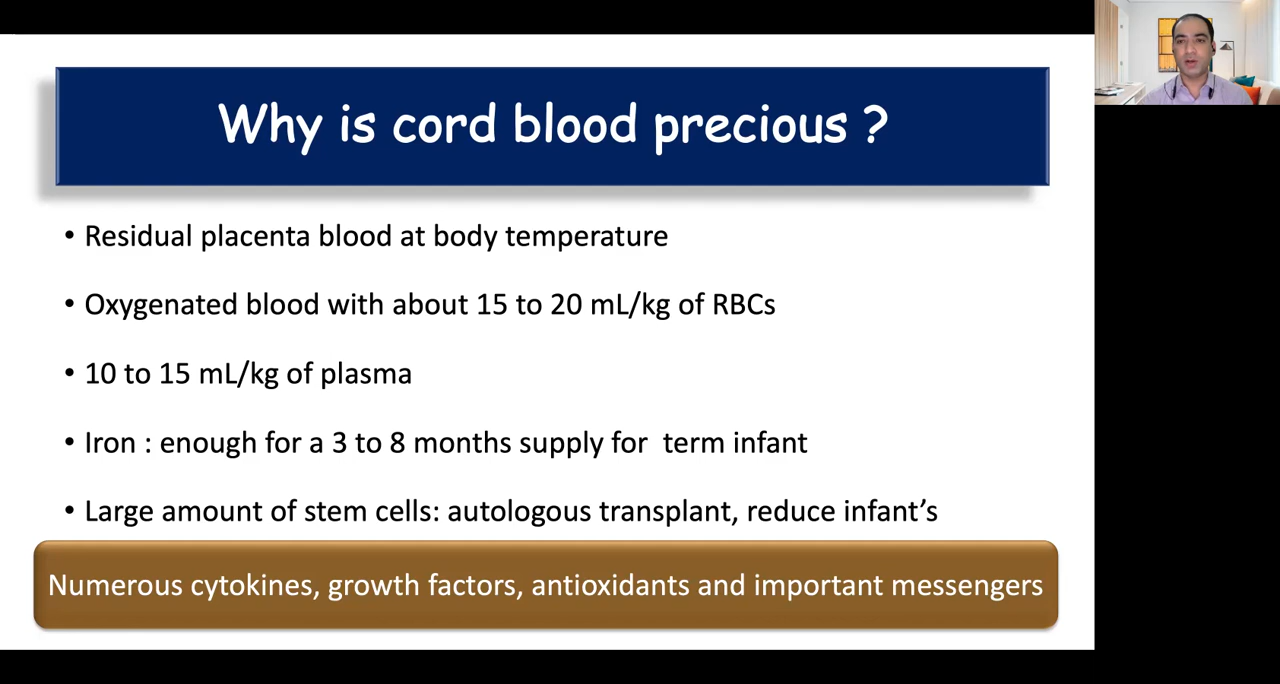 Why is cord blood precious ?
• Residual placenta blood at body temperature
• Oxygenated blood with about 15 to 20 mL/kg of RBCs
• 10 to 15 mL/kg of plasma
• Iron : enough for a 3 to 8 months supply for  term infant
• Large amount of stem cells: autologous transplant, reduce infant’s
Numerous cytokines, growth factors, antioxidants and important messengers